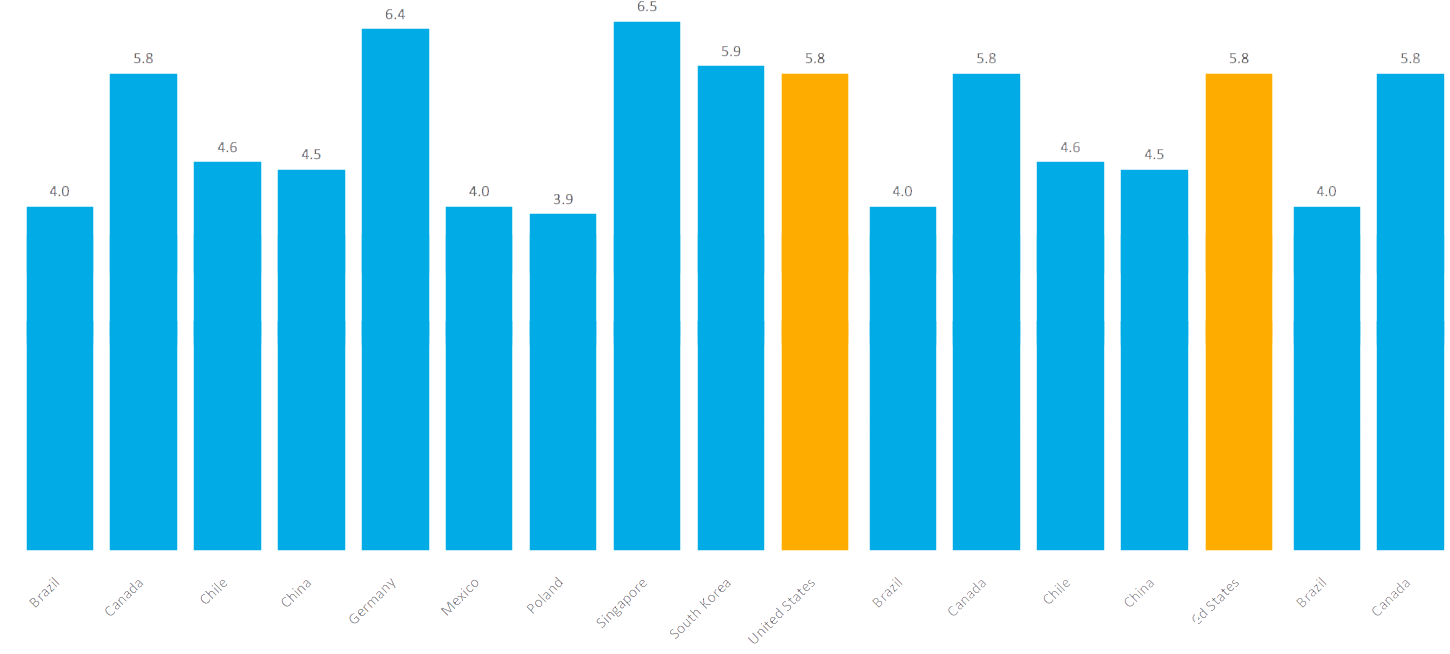 6.5
6.4
5.9
5.8
5.8
5.8
5.8
5.8
4.6
4.5
4.6
4.5
4.0
4.0
3.9
4.0
4.0
Brazil
Canada
Chile
China
Germany
Mexico
Poland
Singapore
South Korea
United States
Brazil
Canada
Chile
China
States
Brazil
Canada